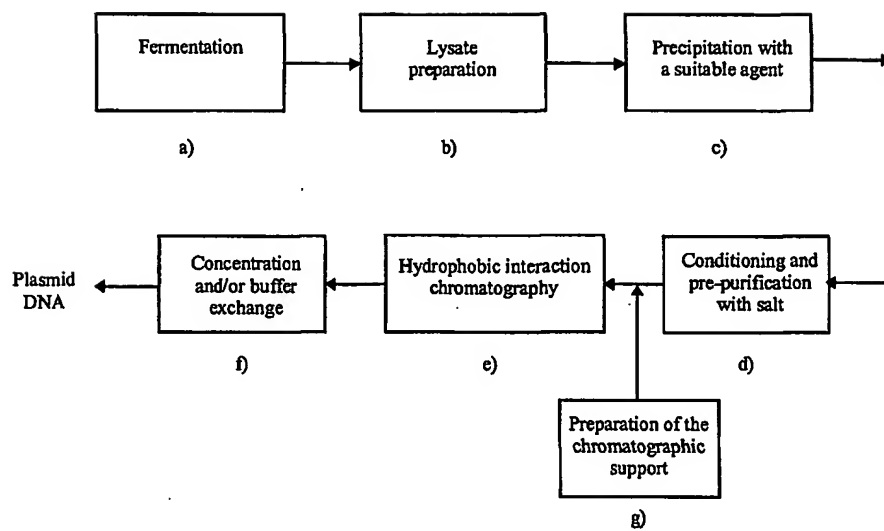 Fermentation
a)
Lysate
preparation
b)
Precipitation with
a suitable agent
c)
Conditioning and
pre-purification
with salt
d)
Hydrophobic interaction
chromatography
e)
Concentration
and/or buffer
exchange
f)
Plasmid
DNA
Preparation of the
chromatographic
support
g)